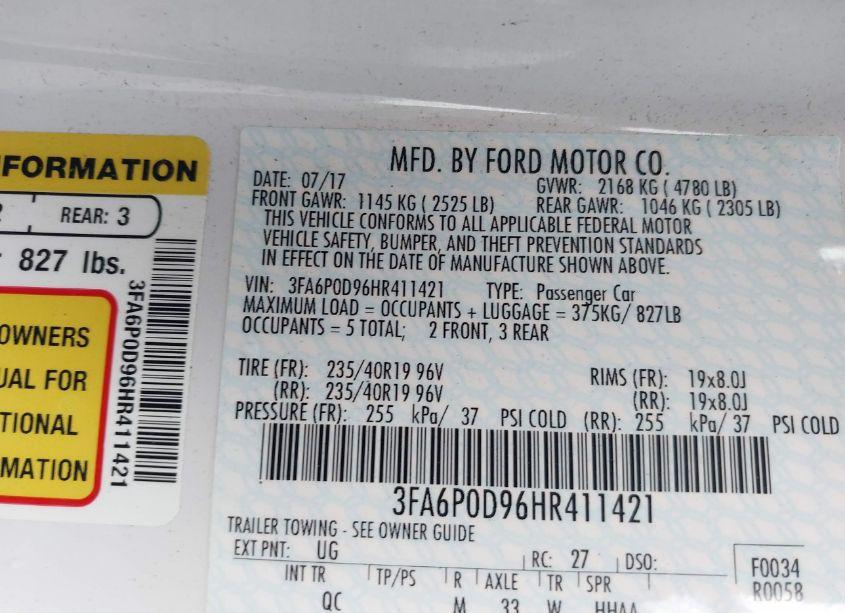 NFORMATION
REAR: 3
827 lbs.
OWNERS
UAL FOR
TIONAL
MATION
3FA6P0D96HR411421
MFD. BY FORD MOTOR CO.
DATE: 07/17 GVWR: 2168 KG ( 4780 LB)
FRONT GAWR: 1145 KG ( 2525 LB) REAR GAWR: 1046 KG ( 2305 LB)
THIS VEHICLE CONFORMS TO ALL APPLICABLE FEDERAL MOTOR
VEHICLE SAFETY, BUMPER, AND THEFT PREVENTION STANDARDS
IN EFFECT ON THE DATE OF MANUFACTURE SHOWN ABOVE.
VIN: 3FA6P0D96HR411421 TYPE: Passenger Car
MAXIMUM LOAD = OCCUPANTS + LUGGAGE = 375KG/ 827LB
OCCUPANTS = 5 TOTAL; 2 FRONT, 3 REAR
TIRE (FR): 235/40R19 96V RIMS (FR): 19x8.0J
(RR): 235/40R19 96V (RR): 19x8.0J
PRESSURE (FR): 255 kPa/ 37 PSI COLD (RR): 255 kPa/ 37 PSI COLD
3FA6P0D96HR411421
TRAILER TOWING - SEE OWNER GUIDE
EXT PNT: UG RC: 27 DSO: F0034
INT TR TP/PS R AXLE TR SPR R0058
QC M 33 W HHAA